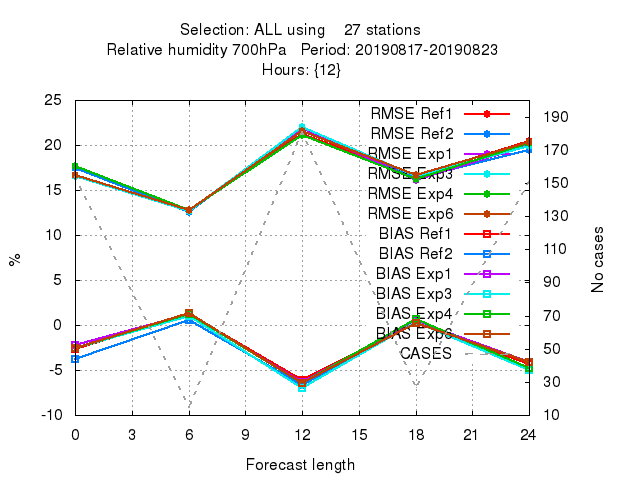 Selection: ALL using 27 stations
Relative humidity 700hPa Period: 20190817-20190823
Hours: {12}
25
20
15
10
5
0
-5
-10
%
190
170
150
130
110
90
70
50
30
10
No cases
RMSE Ref1
RMSE Ref2
RMSE Exp1
RMSE Exp3
RMSE Exp4
RMSE Exp6
BIAS Ref1
BIAS Ref2
BIAS Exp1
BIAS Exp3
BIAS Exp4
BIAS Exp6
CASES
0 3 6 9 12 15 18 21 24
Forecast length